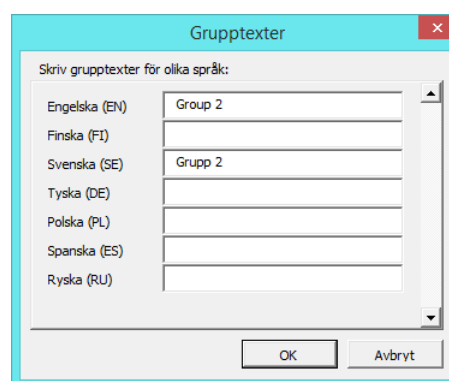 Grupptexter
Skriv grupptexter för olika språk:
Engelska (EN) Group 2
Finska (FI)
Svenska (SE) Grupp 2
Tyska (DE)
Polska (PL)
Spanska (ES)
Ryska (RU)
OK Avbryt